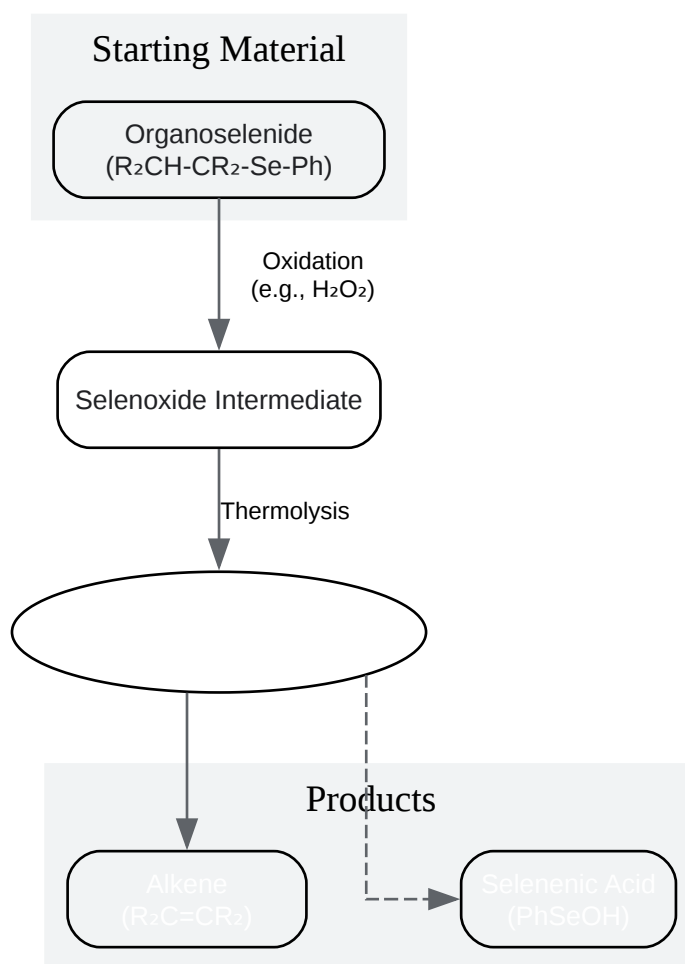 Starting Material
Organoselenide
(R₂CH-CR₂-Se-Ph)
Oxidation
(e.g., H₂O₂)
Selenoxide Intermediate
Thermolysis
Products
Alkene
(R₂C=CR₂)
Selenenic Acid
(PhSeOH)